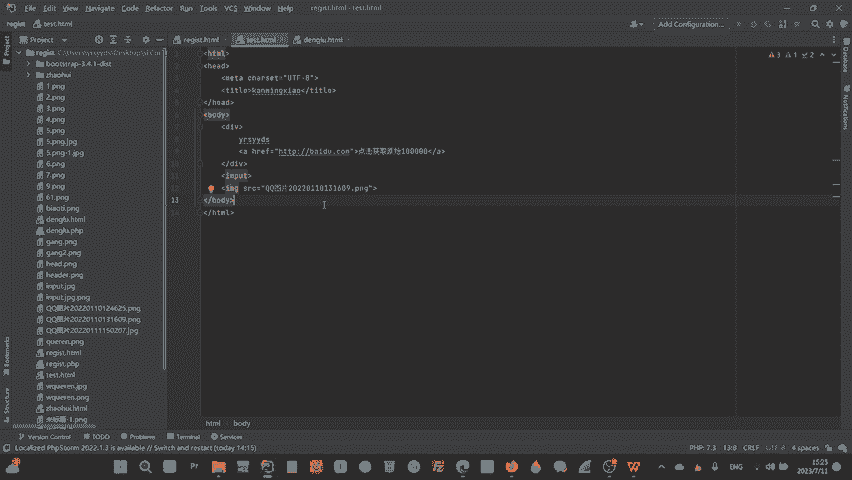 File Edit View Navigate Code Refactor Run Tools VCS Window Help regist.html - test.html
regist test.html Add Configuration...
Project regist.html test.html denglu.html
regist
bootstrap-3.4.1-dist
zhaohui
1.png
2.png
3.png
4.png
5.png
5.png.jpg
5.png-1.jpg
6.png
7.png
9.png
61.png
biaoti.png
denglu.html
denglu.php
gang.png
gang2.png
head.png
header.png
input.jpg
input.jpg.png
QQ图片20220110124625.png
QQ图片20220110131609.png
QQ图片20220111150207.jpg
queren.png
regist.html
regist.php
test.html
wqueren.jpg
wqueren.png
zhaohui.html
<html>
<head>
<meta charset="UTF-8">
<title>kanmingxiao</title>
</head>
<body>
<div>
yrsyyds
<a href="http://baidu.com">点击获取源给100000</a>
</div>
<input>
<img src="QQ图片20220110131609.png">
13 </body>
</html>
3 1 2
Project
Bookmarks
Structure
Database
Notifications
html body
Version Control TODO Problems Terminal Services
Localized PhpStorm 2022.1.3 is available // Switch and restart (today 14:15) PHP: 7.3 13:8 CRLF UTF-8 4 spaces
Pr ENG 15:25
2023/7/11